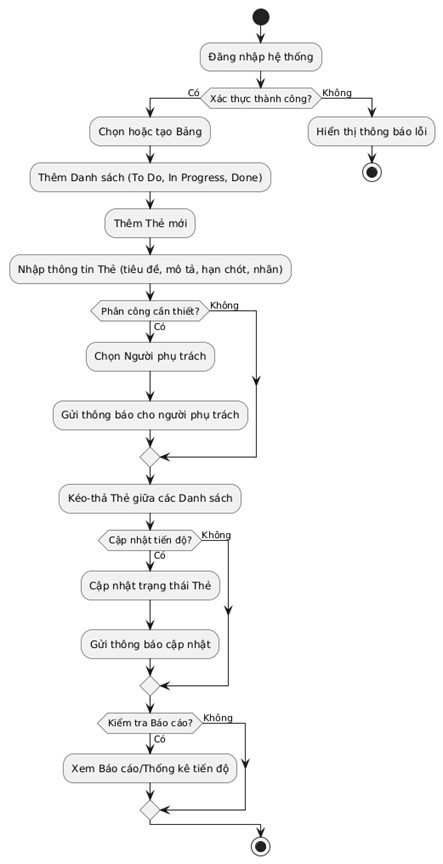 Đăng nhập hệ thống
Có
Xác thực thành công?
Không
Chọn hoặc tạo Bảng
Hiển thị thông báo lỗi
Thêm Danh sách (To Do, In Progress, Done)
Thêm Thẻ mới
Nhập thông tin Thẻ (tiêu đề, mô tả, hạn chót, nhãn)
Phân công cần thiết?
Không
Có
Chọn Người phụ trách
Gửi thông báo cho người phụ trách
Kéo-thả Thẻ giữa các Danh sách
Cập nhật tiến độ?
Không
Có
Cập nhật trạng thái Thẻ
Gửi thông báo cập nhật
Kiểm tra Báo cáo?
Không
Có
Xem Báo cáo/Thống kê tiến độ